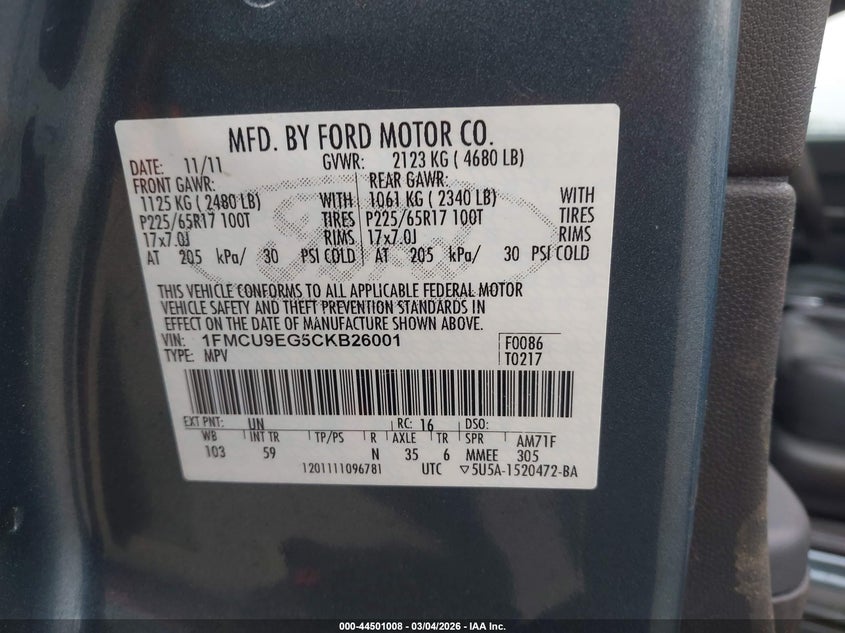 MFD. BY FORD MOTOR CO.
DATE: 11/11 GVWR: 2123 KG ( 4680 LB)
FRONT GAWR: REAR GAWR:
1125 KG ( 2480 LB) WITH 1061 KG ( 2340 LB) WITH
P225/65R17 100T TIRES P225/65R17 100T TIRES
17x7.0J RIMS 17x7.0J RIMS
AT 205 kPa/ 30 PSI COLD AT 205 kPa/ 30 PSI COLD
THIS VEHICLE CONFORMS TO ALL APPLICABLE FEDERAL MOTOR
VEHICLE SAFETY AND THEFT PREVENTION STANDARDS IN
EFFECT ON THE DATE OF MANUFACTURE SHOWN ABOVE.
VIN: 1FMCU9EG5CKB26001 F0086
TYPE: MPV T0217
EXT PNT: UN RC: 16 DSO:
WB INT TR TP/PS R AXLE TR SPR AM71F
103 59 N 35 6 MMEE 305
1201111096781 UTC ▽5U5A-1520472-BA
000-44501008 - 03/04/2026 - IAA Inc.